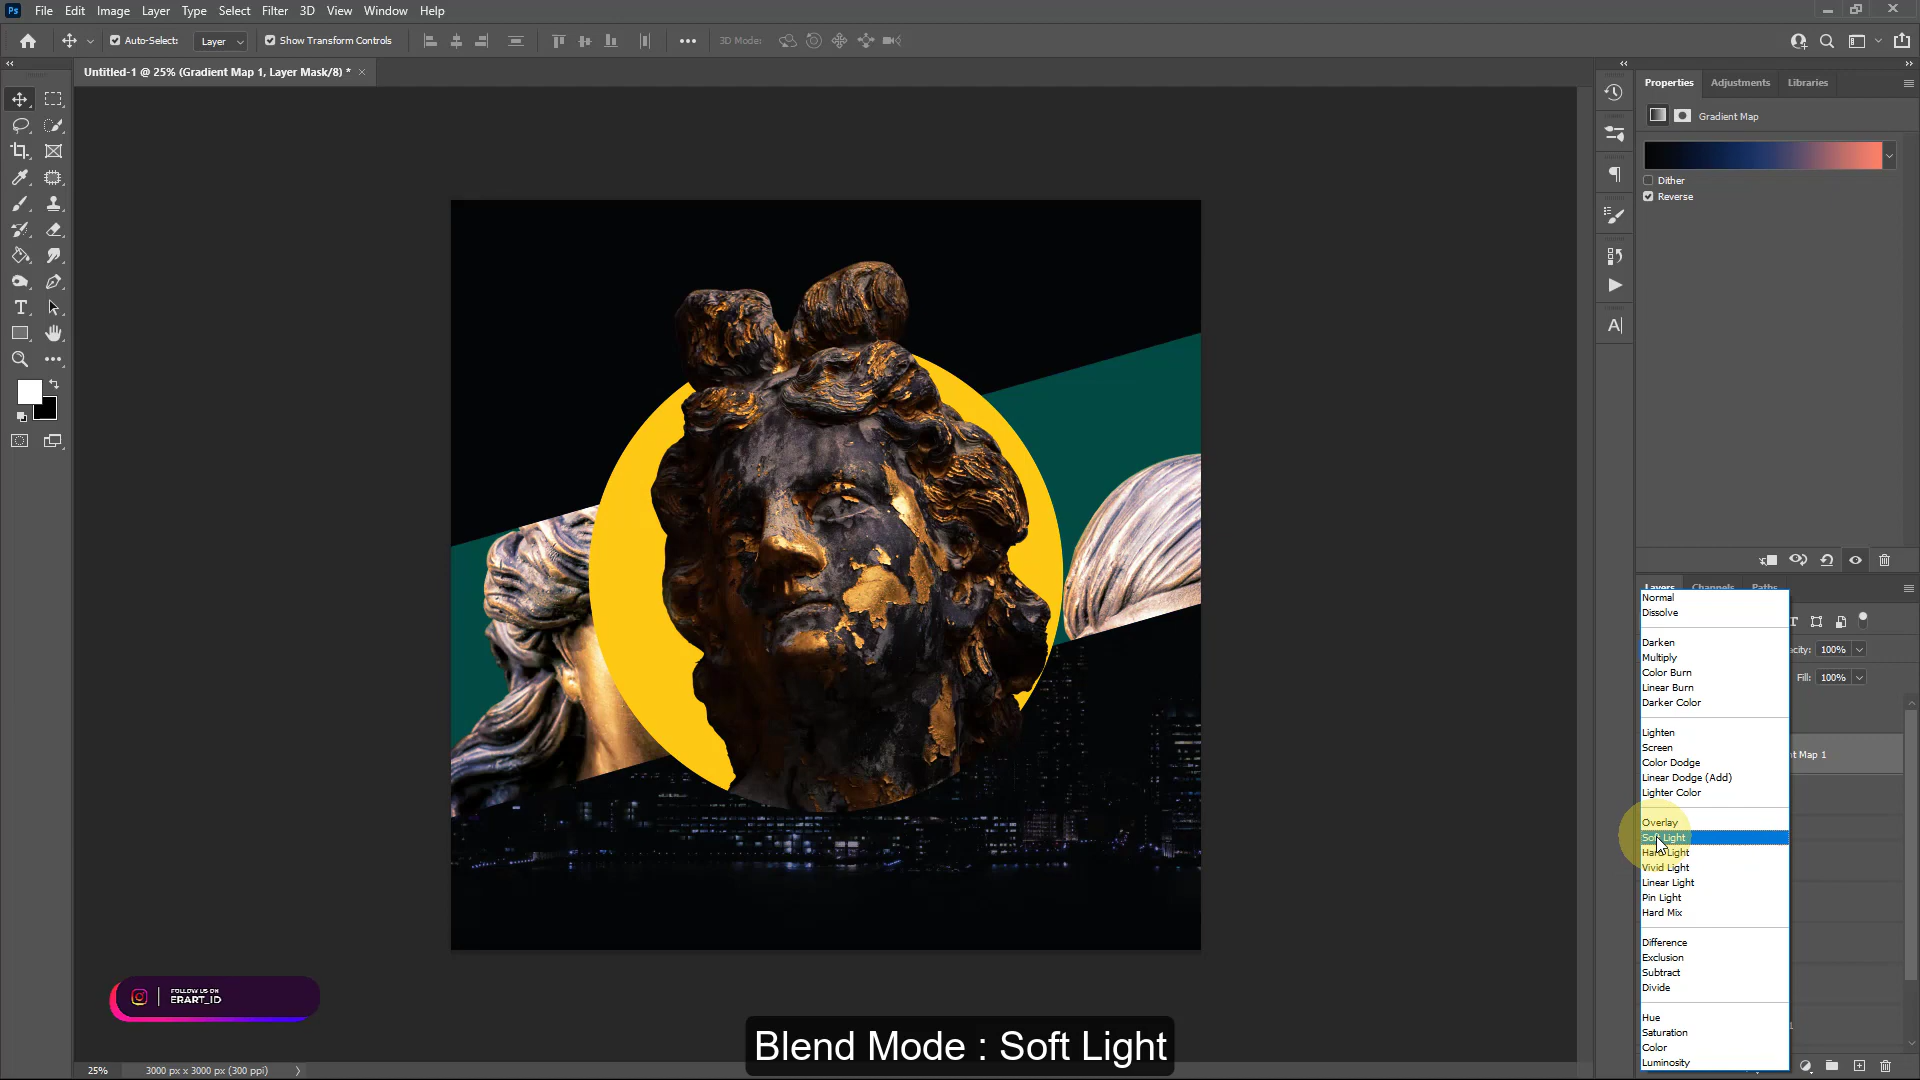 Ps File Edit Image Layer Type Select Filter 3D View Window Help
Auto-Select: Layer Show Transform Controls 3D Mode:
Untitled-1 @ 25% (Gradient Map 1, Layer Mask/8) *
Properties Adjustments Libraries
Gradient Map
Dither
Reverse
Layers Channels Paths
Normal
Dissolve
Darken
Multiply
Color Burn
Linear Burn
Darker Color
Lighten
Screen
Color Dodge
Linear Dodge (Add)
Lighter Color
Overlay
Soft Light
Hard Light
Vivid Light
Linear Light
Pin Light
Hard Mix
Difference
Exclusion
Subtract
Divide
Hue
Saturation
Color
Luminosity
acity: 100%
Fill: 100%
nt Map 1
FOLLOW US ON
ERART_ID
Blend Mode : Soft Light
25% 3000 px x 3000 px (300 ppi)